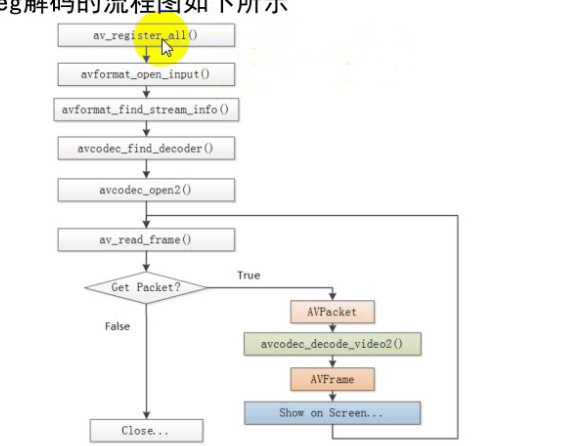 eg解码的流程图如下所示
av_register_all()
avformat_open_input()
avformat_find_stream_info()
avcodec_find_decoder()
avcodec_open2()
av_read_frame()
Get Packet?
True
False
AVPacket
avcodec_decode_video2()
AVFrame
Show on Screen...
Close...